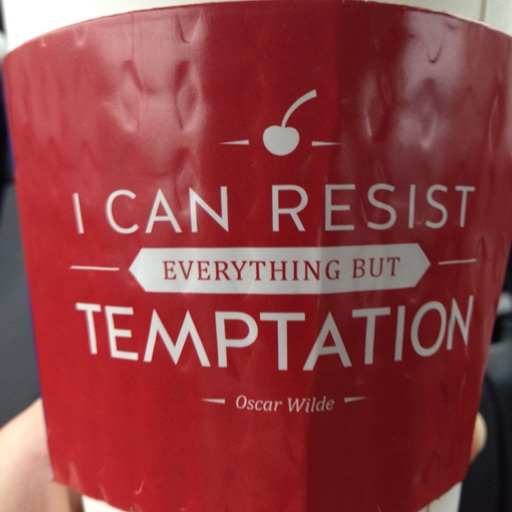 I CAN RESIST
EVERYTHING BUT
TEMPTATION
Oscar Wilde